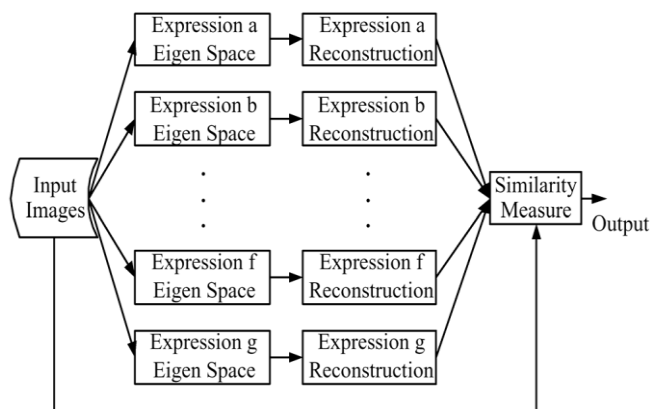 Expression a
Eigen Space
Expression a
Reconstruction
Expression b
Eigen Space
Expression b
Reconstruction
Input
Images
Similarity
Measure
Output
Expression f
Eigen Space
Expression f
Reconstruction
Expression g
Eigen Space
Expression g
Reconstruction